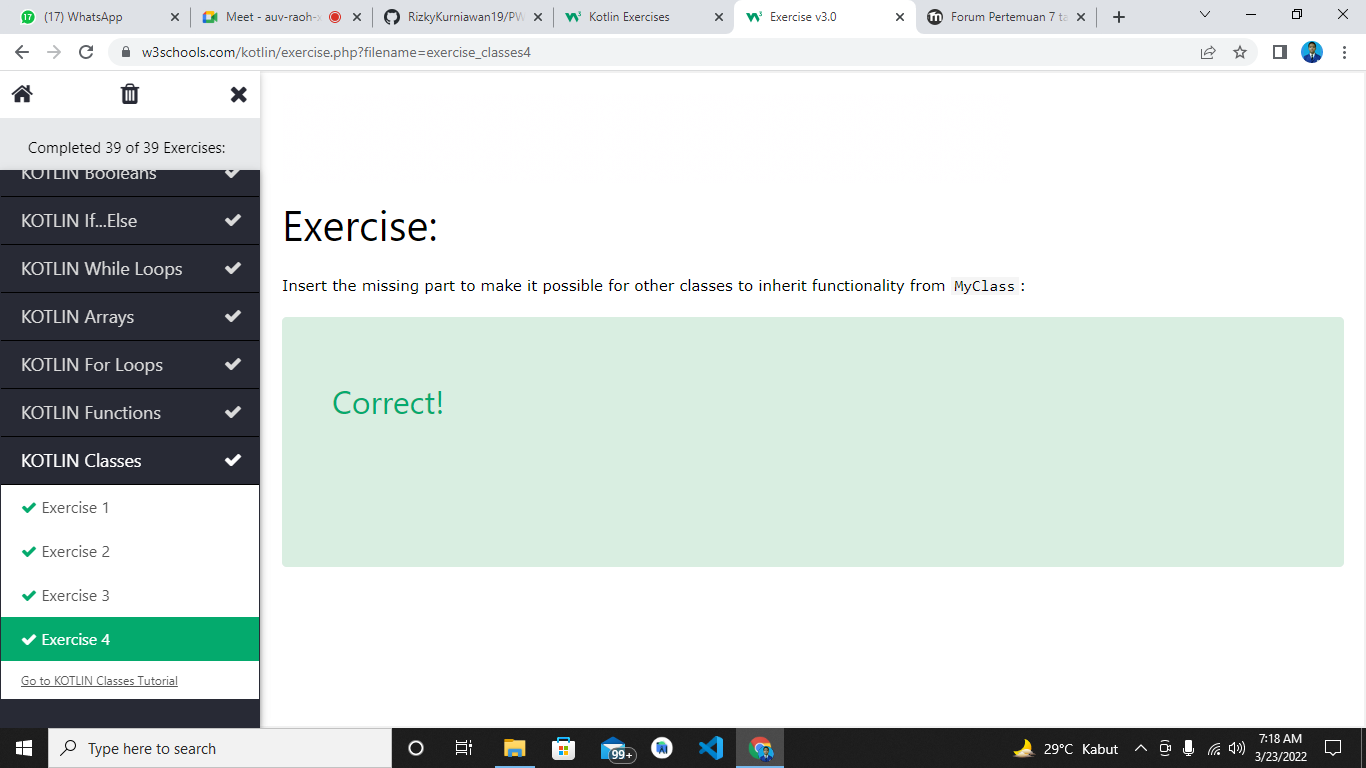 (17) WhatsApp
Meet - auv-raoh-
RizkyKurniawan19/PW
Kotlin Exercises
Exercise v3.0
Forum Pertemuan 7 ta
w3schools.com/kotlin/exercise.php?filename=exercise_classes4
Completed 39 of 39 Exercises:
KOTLIN Booleans
KOTLIN If...Else
KOTLIN While Loops
KOTLIN Arrays
KOTLIN For Loops
KOTLIN Functions
KOTLIN Classes
Exercise 1
Exercise 2
Exercise 3
Exercise 4
Go to KOTLIN Classes Tutorial
Exercise:
Insert the missing part to make it possible for other classes to inherit functionality from MyClass:
Correct!
Type here to search
99+
29°C Kabut
7:18 AM
3/23/2022